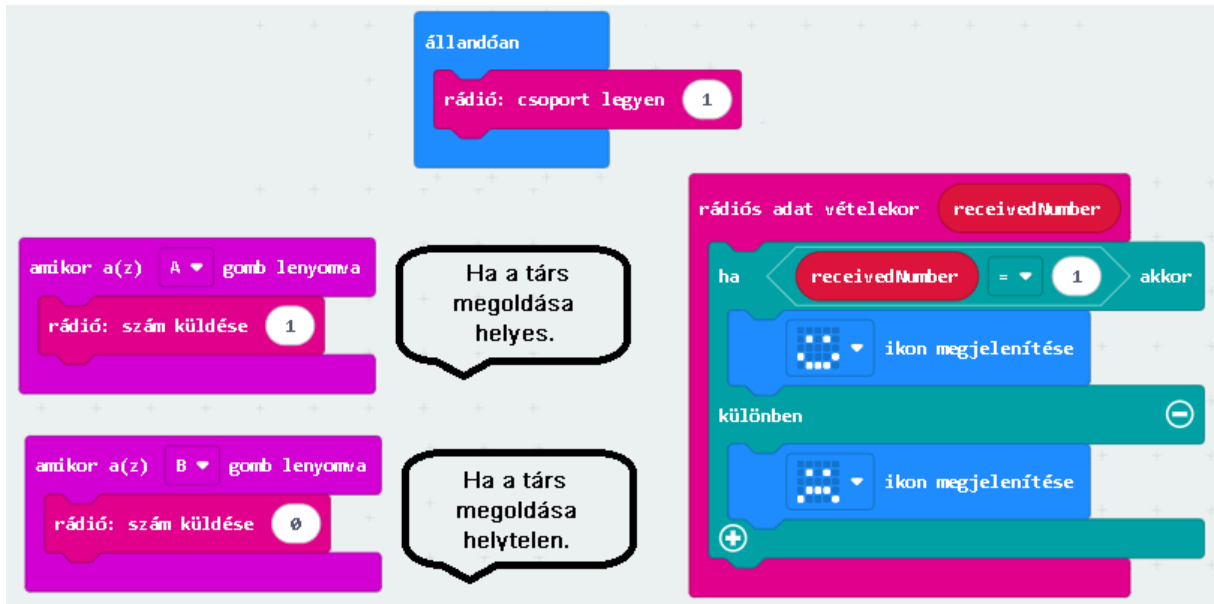 állandóan
rádió: csoport legyen 1
amikor a(z) A gomb lenyomva
rádió: szám küldése 1
Ha a társ
megoldása
helyes.
amikor a(z) B gomb lenyomva
rádió: szám küldése 0
Ha a társ
megoldása
helytelen.
rádiós adat vételekor receivedNumber
ha receivedNumber = 1 akkor
ikon megjelenítése
különben
ikon megjelenítése